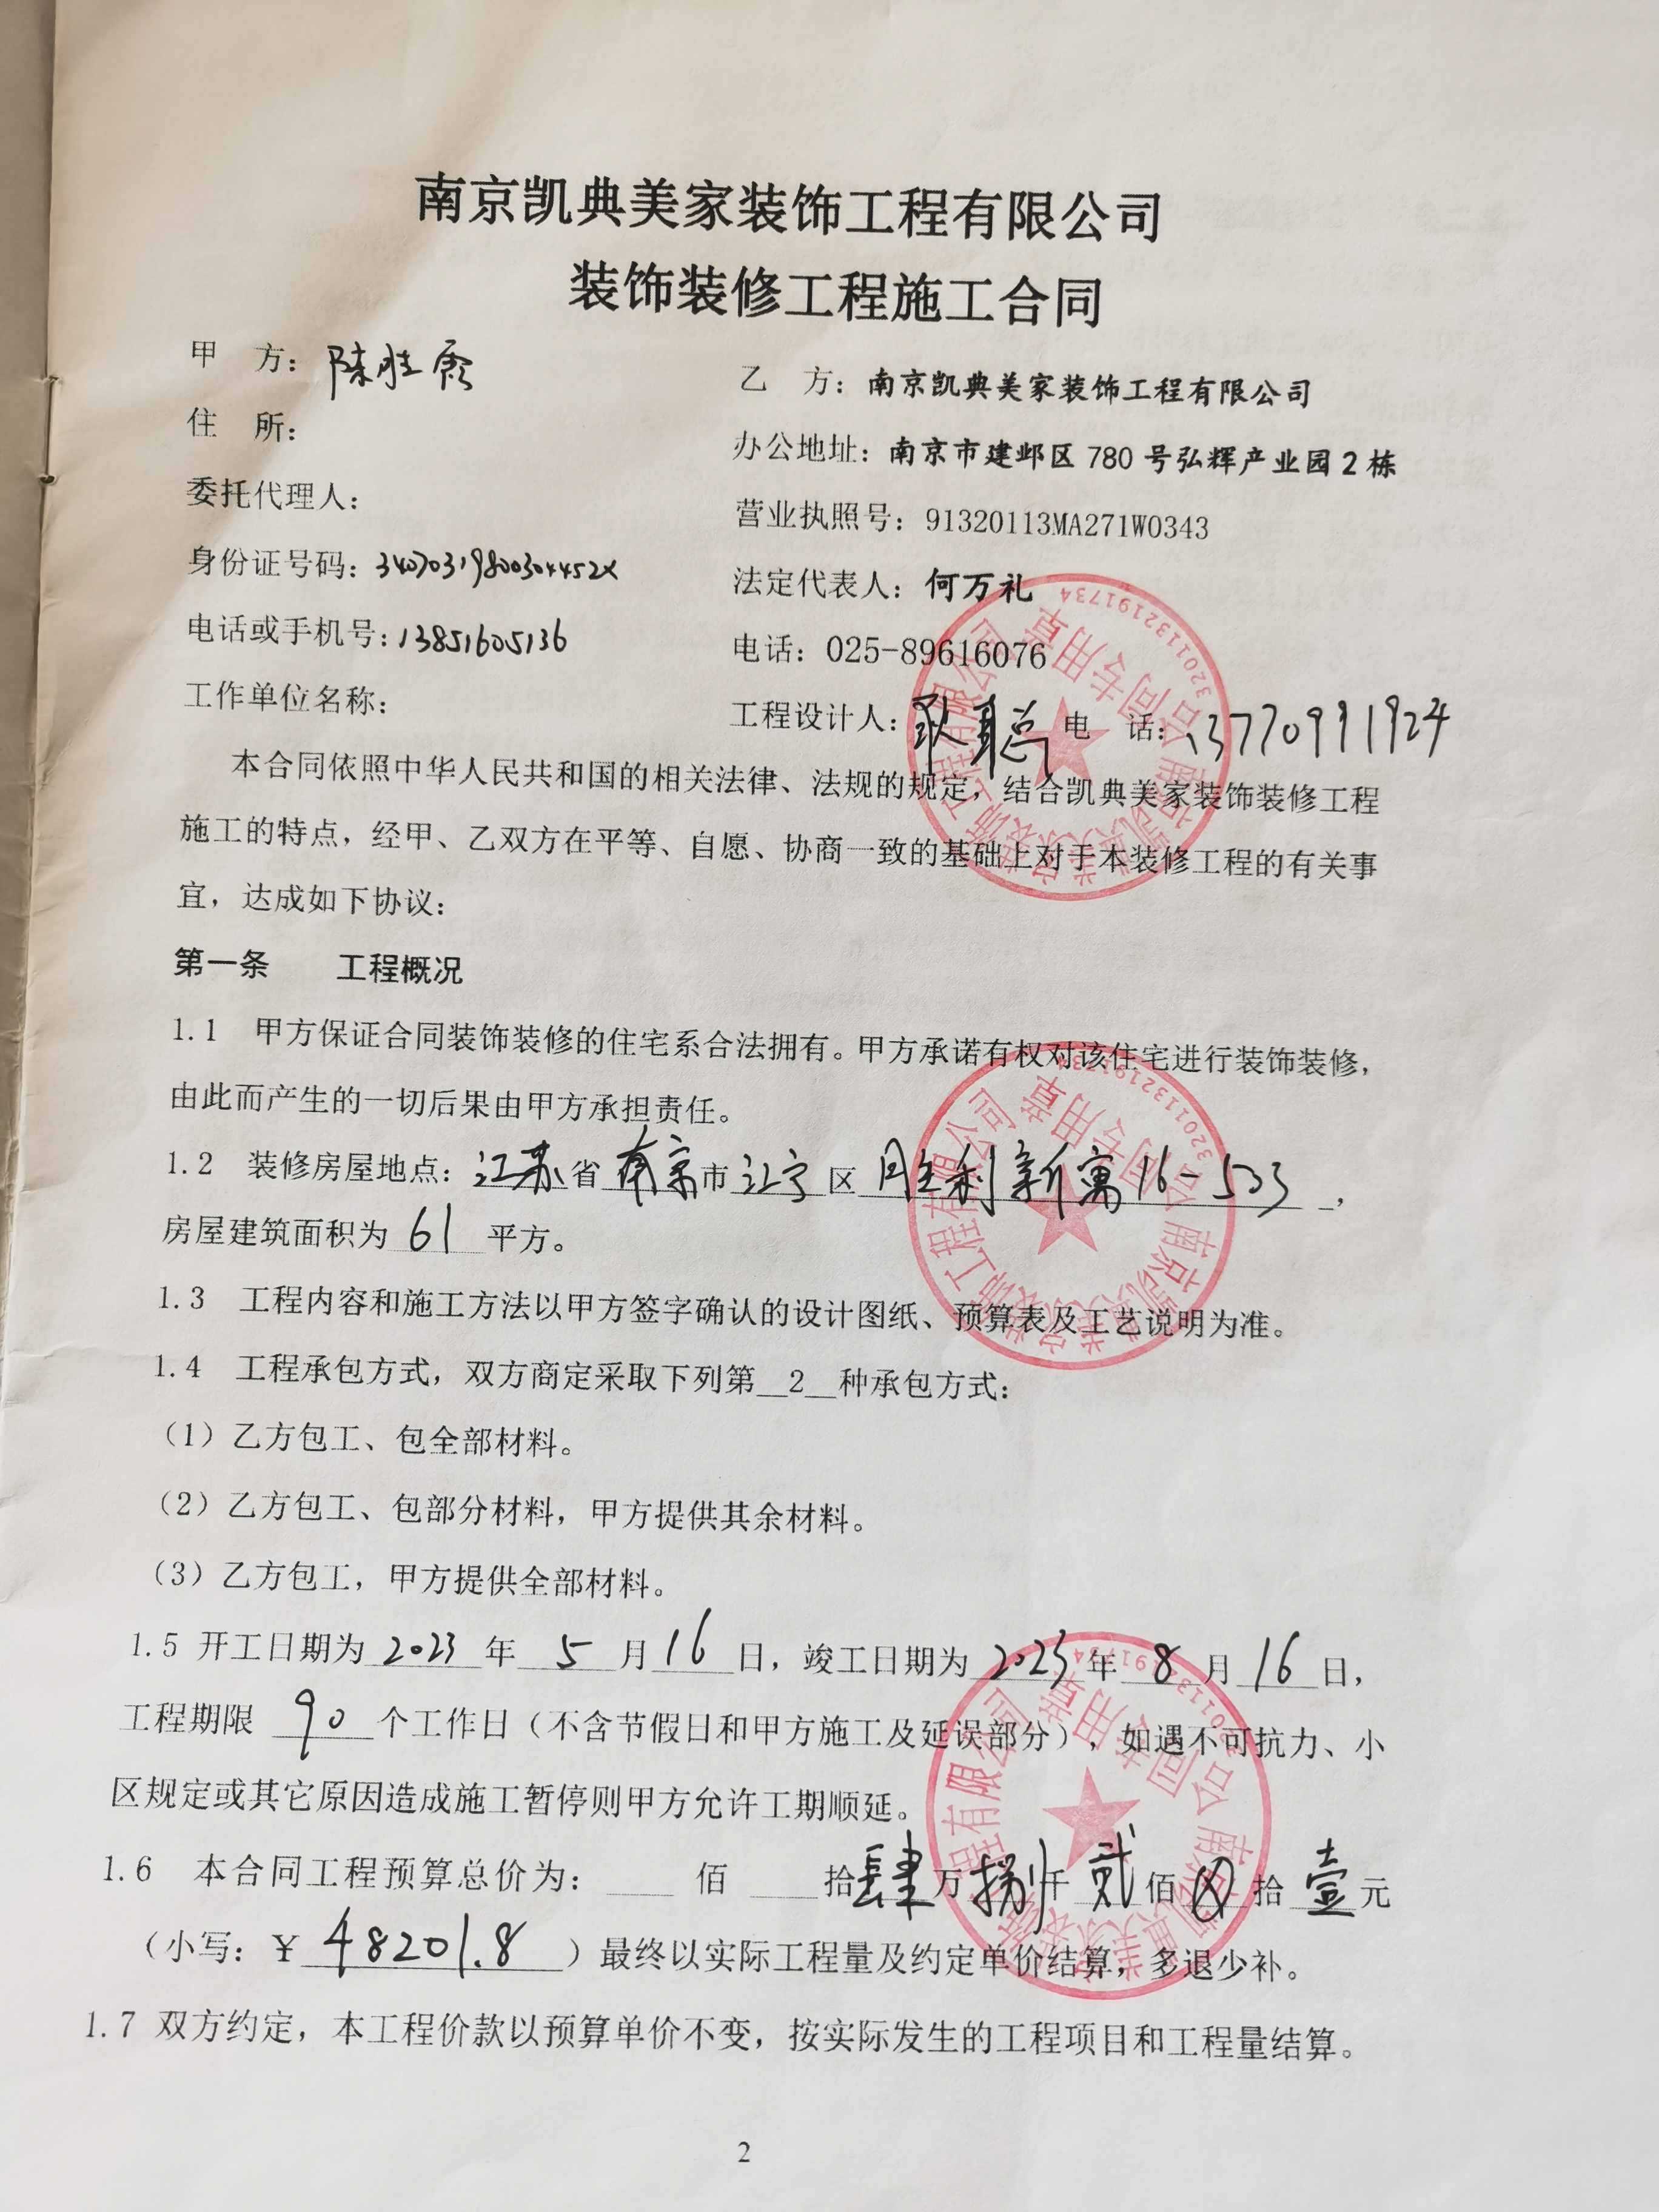 南京凯典美家装饰工程有限公司
装饰装修工程施工合同
甲 方：陈胜霞
乙 方：南京凯典美家装饰工程有限公司
住 所：
办公地址：南京市建邺区 780 号弘辉产业园 2 栋
委托代理人：
营业执照号：91320113MA271W0343
身份证号码：34070319800304452X
法定代表人：何万礼
电话或手机号：13851605136
电话：025-89616076
工作单位名称：
工程设计人： 电 话：13770991924
本合同依照中华人民共和国的相关法律、法规的规定，结合凯典美家装饰装修工程
施工的特点，经甲、乙双方在平等、自愿、协商一致的基础上对于本装修工程的有关事
宜，达成如下协议：
第一条 工程概况
1.1 甲方保证合同装饰装修的住宅系合法拥有。甲方承诺有权对该住宅进行装饰装修，
由此而产生的一切后果由甲方承担责任。
1.2 装修房屋地点：江苏省南京市江宁区胜利新寓16-503，
房屋建筑面积为 61 平方。
1.3 工程内容和施工方法以甲方签字确认的设计图纸、预算表及工艺说明为准。
1.4 工程承包方式，双方商定采取下列第 2 种承包方式：
（1）乙方包工、包全部材料。
（2）乙方包工、包部分材料，甲方提供其余材料。
（3）乙方包工，甲方提供全部材料。
1.5 开工日期为 2023 年 5 月 16 日，竣工日期为 2023 年 8 月 16 日，
工程期限 90 个工作日（不含节假日和甲方施工及延误部分），如遇不可抗力、小
区规定或其它原因造成施工暂停则甲方允许工期顺延。
1.6 本合同工程预算总价为： 佰 拾肆万捌仟贰佰⊗拾壹元
（小写：￥48201.8）最终以实际工程量及约定单价结算，多退少补。
1.7 双方约定，本工程价款以预算单价不变，按实际发生的工程项目和工程量结算。
2
南京凯典美家装饰工程有限公司
合同专用章
3201132191734